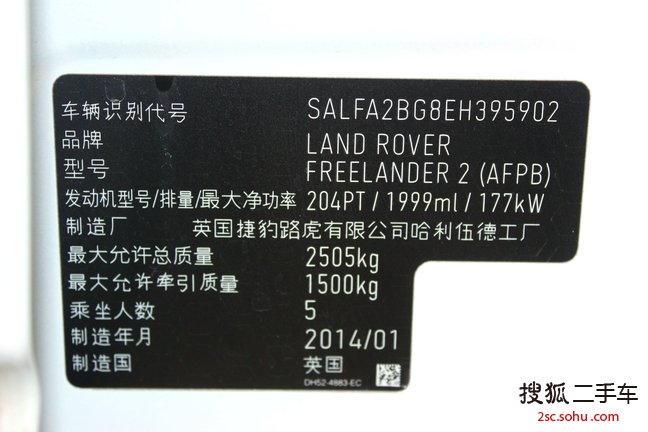 车辆识别代号 SALFA2BG8EH395902
品牌 LAND ROVER
型号 FREELANDER 2 (AFPB)
发动机型号/排量/最大净功率 204PT / 1999ml / 177kW
制造厂 英国捷豹路虎有限公司哈利伍德工厂
最大允许总质量 2505kg
最大允许牵引质量 1500kg
乘坐人数 5
制造年月 2014/01
制造国 英国
DH52-4883-EC
搜狐二手车
2sc.sohu.com